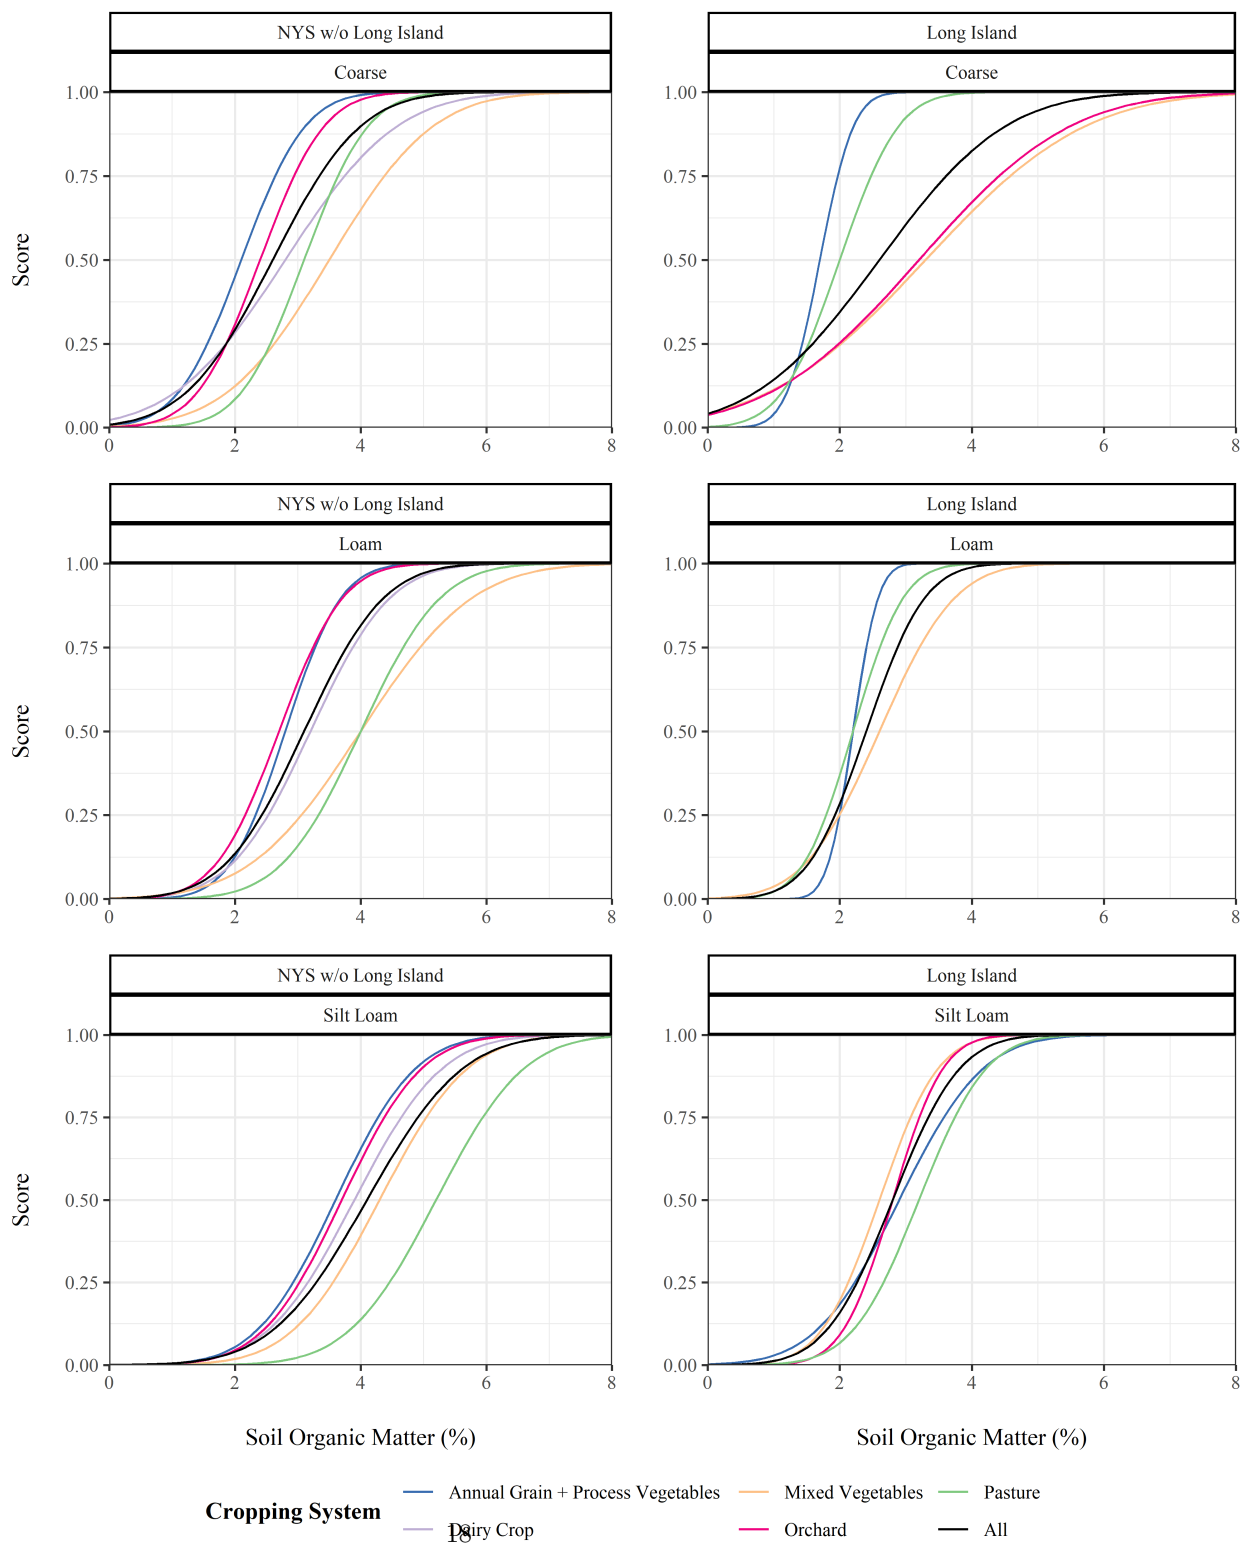 NYS w/o Long Island
Long Island
Coarse
Coarse
1.00
0.75
0.50
0.25
0.00
Score
0 2 4 6 8
1.00
0.75
0.50
0.25
0.00
0 2 4 6 8
NYS w/o Long Island
Long Island
Loam
Loam
1.00
0.75
0.50
0.25
0.00
Score
0 2 4 6 8
1.00
0.75
0.50
0.25
0.00
0 2 4 6 8
NYS w/o Long Island
Long Island
Silt Loam
Silt Loam
1.00
0.75
0.50
0.25
0.00
Score
0 2 4 6 8
1.00
0.75
0.50
0.25
0.00
0 2 4 6 8
Soil Organic Matter (%)
Soil Organic Matter (%)
Cropping System
Annual Grain + Process Vegetables
Mixed Vegetables
Pasture
Dairy Crop
Orchard
All
18